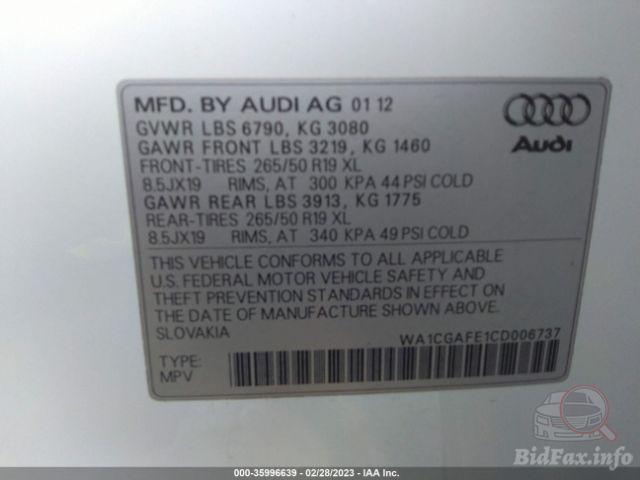 MFD. BY AUDI AG 01 12
GVWR LBS 6790, KG 3080
GAWR FRONT LBS 3219, KG 1460
FRONT-TIRES 265/50 R19 XL
8.5JX19 RIMS, AT 300 KPA 44 PSI COLD
GAWR REAR LBS 3913, KG 1775
REAR-TIRES 265/50 R19 XL
8.5JX19 RIMS, AT 340 KPA 49 PSI COLD
Audi
THIS VEHICLE CONFORMS TO ALL APPLICABLE
U.S. FEDERAL MOTOR VEHICLE SAFETY AND
THEFT PREVENTION STANDARDS IN EFFECT ON
THE DATE OF MANUFACTURE SHOWN ABOVE.
SLOVAKIA
WA1CGAFE1CD006737
TYPE:
MPV
BidFax.info
000-35996639 - 02/28/2023 - IAA Inc.